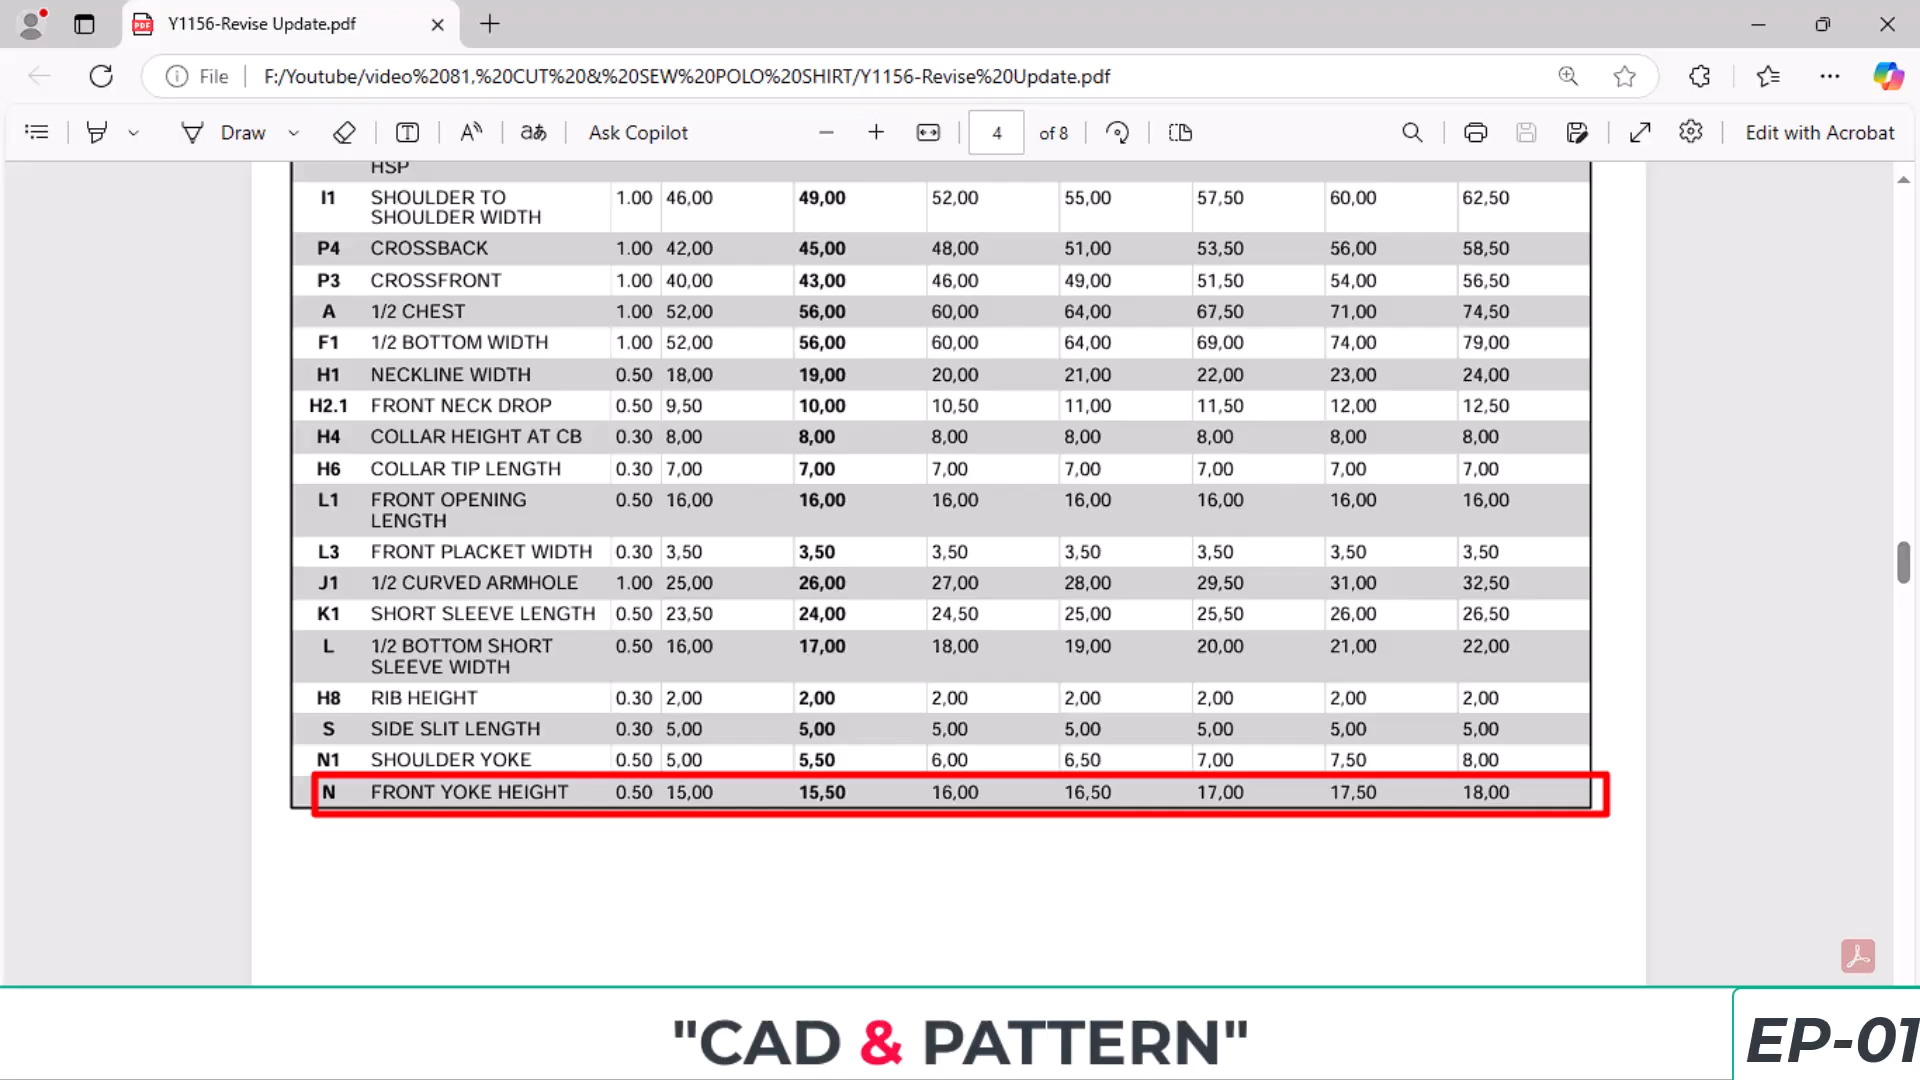 Y1156-Revise Update.pdf
File F:/Youtube/video%2081,%20CUT%20&%20SEW%20POLO%20SHIRT/Y1156-Revise%20Update.pdf
Draw Ask Copilot 4 of 8 Edit with Acrobat
HSP
I1 SHOULDER TO SHOULDER WIDTH 1.00 46,00 49,00 52,00 55,00 57,50 60,00 62,50
P4 CROSSBACK 1.00 42,00 45,00 48,00 51,00 53,50 56,00 58,50
P3 CROSSFRONT 1.00 40,00 43,00 46,00 49,00 51,50 54,00 56,50
A 1/2 CHEST 1.00 52,00 56,00 60,00 64,00 67,50 71,00 74,50
F1 1/2 BOTTOM WIDTH 1.00 52,00 56,00 60,00 64,00 69,00 74,00 79,00
H1 NECKLINE WIDTH 0.50 18,00 19,00 20,00 21,00 22,00 23,00 24,00
H2.1 FRONT NECK DROP 0.50 9,50 10,00 10,50 11,00 11,50 12,00 12,50
H4 COLLAR HEIGHT AT CB 0.30 8,00 8,00 8,00 8,00 8,00 8,00 8,00
H6 COLLAR TIP LENGTH 0.30 7,00 7,00 7,00 7,00 7,00 7,00 7,00
L1 FRONT OPENING LENGTH 0.50 16,00 16,00 16,00 16,00 16,00 16,00 16,00
L3 FRONT PLACKET WIDTH 0.30 3,50 3,50 3,50 3,50 3,50 3,50 3,50
J1 1/2 CURVED ARMHOLE 1.00 25,00 26,00 27,00 28,00 29,50 31,00 32,50
K1 SHORT SLEEVE LENGTH 0.50 23,50 24,00 24,50 25,00 25,50 26,00 26,50
L 1/2 BOTTOM SHORT SLEEVE WIDTH 0.50 16,00 17,00 18,00 19,00 20,00 21,00 22,00
H8 RIB HEIGHT 0.30 2,00 2,00 2,00 2,00 2,00 2,00 2,00
S SIDE SLIT LENGTH 0.30 5,00 5,00 5,00 5,00 5,00 5,00 5,00
N1 SHOULDER YOKE 0.50 5,00 5,50 6,00 6,50 7,00 7,50 8,00
N FRONT YOKE HEIGHT 0.50 15,00 15,50 16,00 16,50 17,00 17,50 18,00
"CAD & PATTERN"
EP-01